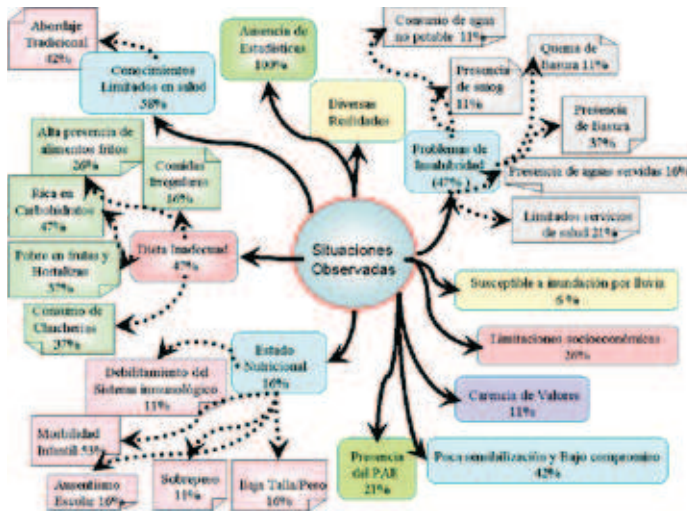 Abordaje
Tradicional
42%
Conocimientos
Limitados en salud
58%
Ausencia de
Estadísticas
100%
Diversas
Realidades
Consumo de agua
no potable 11%
Presencia
de smog
11%
Quema de
Basura 11%
Presencia
de Basura
37%
Problemas de
Insalubridad
(47%)
Presencia de aguas servidas 16%
Limitados servicios
de salud 21%
Alta presencia de
alimentos fritos
26%
Comidas
Irregulares
16%
Rica en
Carbohidratos
47%
Pobre en frutas y
Hortalizas
37%
Dieta Inadecuad
47%
Consumo de
Chucherías
37%
Situaciones
Observadas
Susceptible a inundación por lluvia
6%
Limitaciones socioeconómicas
26%
Carencia de Valores
11%
Poca sensibilización y Bajo compromiso
42%
Presencia
del PAE
21%
Estado
Nutricional
16%
Debilitamiento del
Sistema inmunológico
11%
Morbilidad
Infantil 53%
Ausentismo
Escolar 16%
Sobrepeso
11%
Baja Talla/Peso
16%